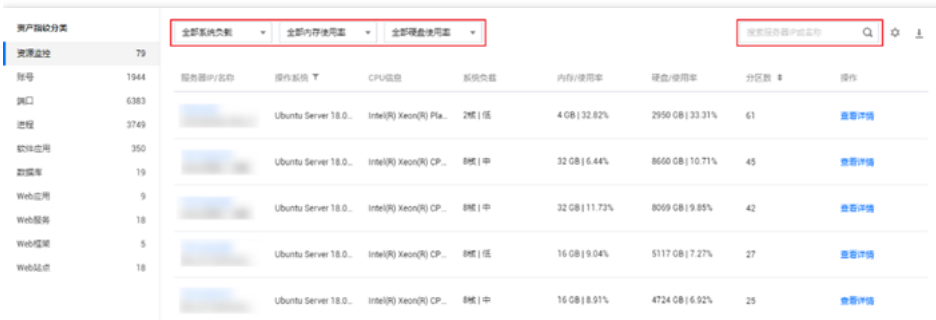 资产指纹分类
全部系统负载 全部内存使用率 全部硬盘使用率 搜索服务器IP或名称
资源监控 79
账号 1944
端口 6383
进程 3749
软件应用 350
数据库 19
Web应用 9
Web服务 18
Web框架 5
Web站点 18
服务器IP/名称 操作系统 CPU信息 系统负载 内存/使用率 硬盘/使用率 分区数 操作
Ubuntu Server 18.0... Intel(R) Xeon(R) Pla... 2核 | 低 4 GB | 32.82% 2950 GB | 33.31% 61 查看详情
Ubuntu Server 18.0... Intel(R) Xeon(R) CP... 8核 | 中 32 GB | 6.44% 8660 GB | 10.71% 45 查看详情
Ubuntu Server 18.0... Intel(R) Xeon(R) CP... 8核 | 中 32 GB | 11.73% 8069 GB | 9.85% 42 查看详情
Ubuntu Server 18.0... Intel(R) Xeon(R) CP... 8核 | 低 16 GB | 9.04% 5117 GB | 7.27% 27 查看详情
Ubuntu Server 18.0... Intel(R) Xeon(R) CP... 8核 | 中 16 GB | 8.91% 4724 GB | 6.92% 25 查看详情